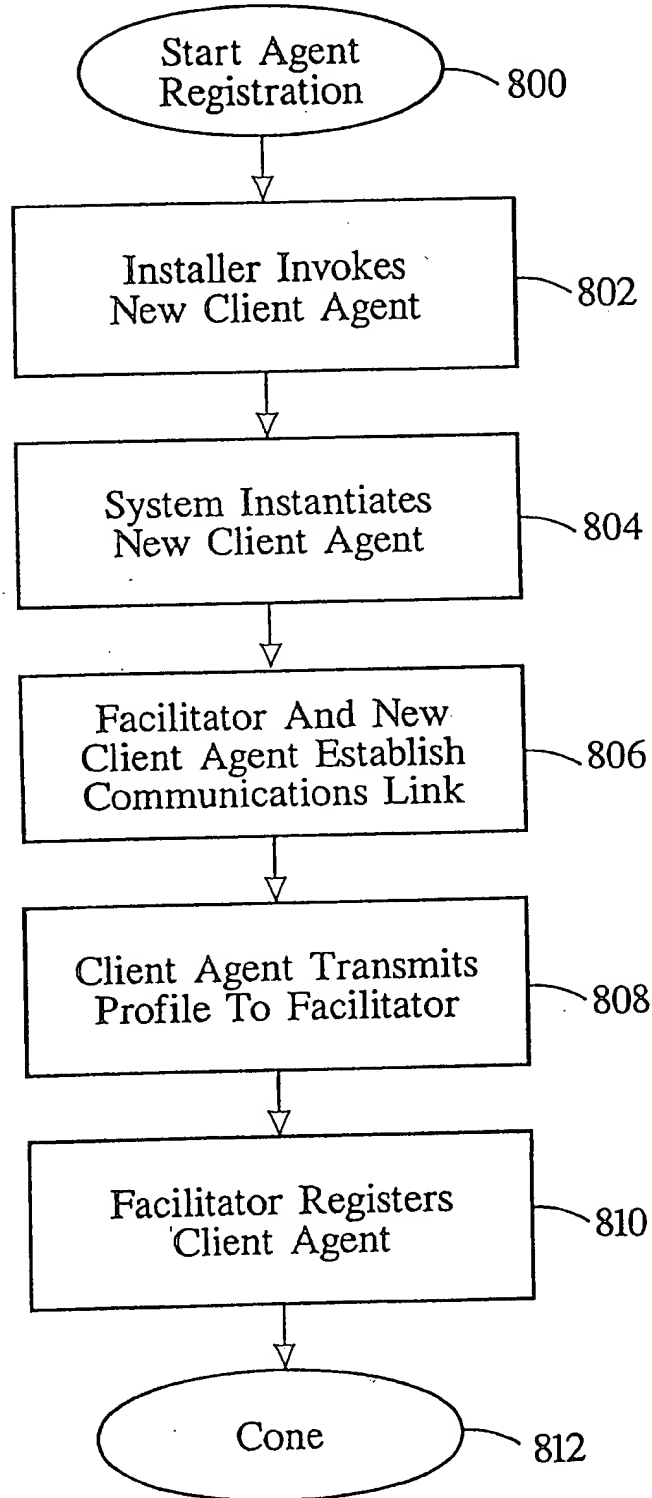 Start Agent
Registration
800
Installer Invokes
New Client Agent
802
System Instantiates
New Client Agent
804
Facilitator And New
Client Agent Establish
Communications Link
806
Client Agent Transmits
Profile To Facilitator
808
Facilitator Registers
Client Agent
810
Cone
812